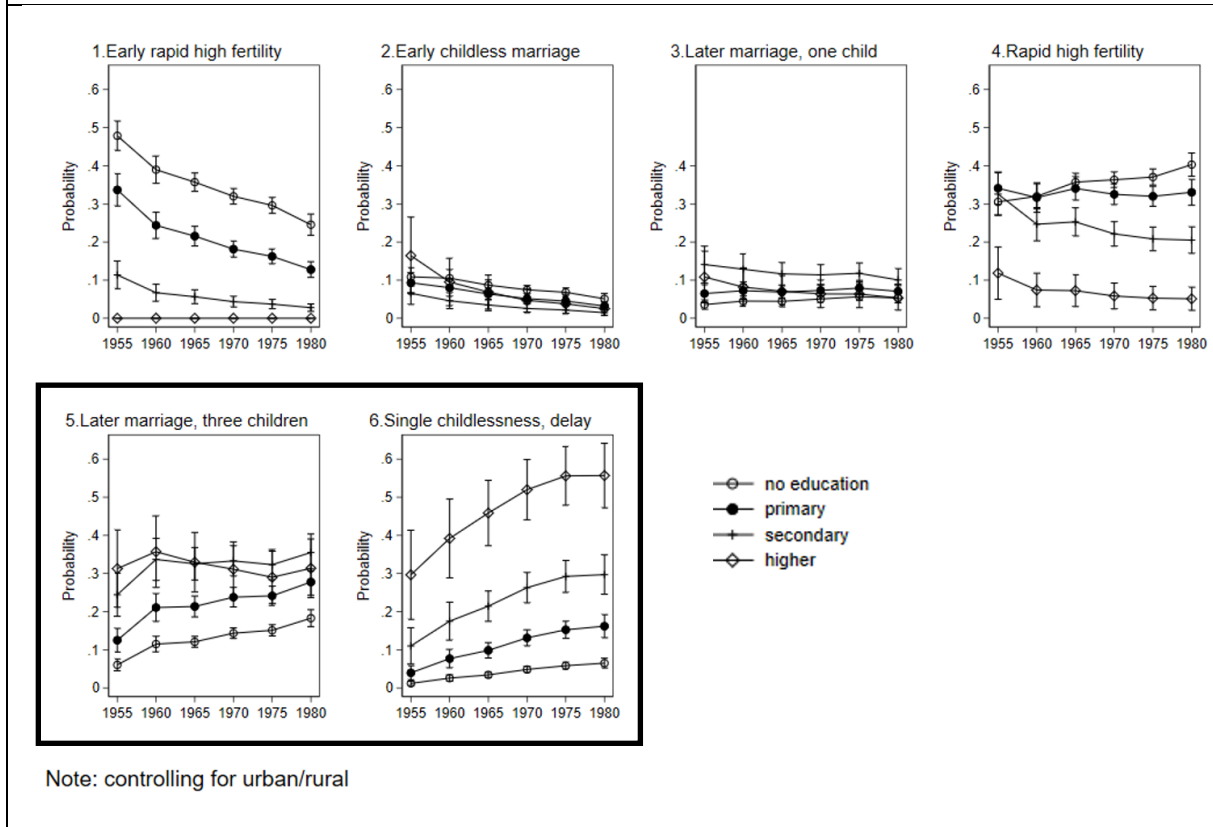 1.Early rapid high fertility
2.Early childless marriage
3.Later marriage, one child
4.Rapid high fertility
Probability
.6
.5
.4
.3
.2
.1
0
1955 1960 1965 1970 1975 1980
Probability
.6
.5
.4
.3
.2
.1
0
1955 1960 1965 1970 1975 1980
Probability
.4
.3
.2
.1
0
1955 1960 1965 1970 1975 1980
Probability
.6
.5
.4
.3
.2
.1
0
1955 1960 1965 1970 1975 1980
5.Later marriage, three children
6.Single childlessness, delay
Probability
.6
.5
.4
.3
.2
.1
0
1955 1960 1965 1970 1975 1980
Probability
.6
.5
.4
.3
.2
.1
0
1955 1960 1965 1970 1975 1980
no education
primary
secondary
higher
Note: controlling for urban/rural